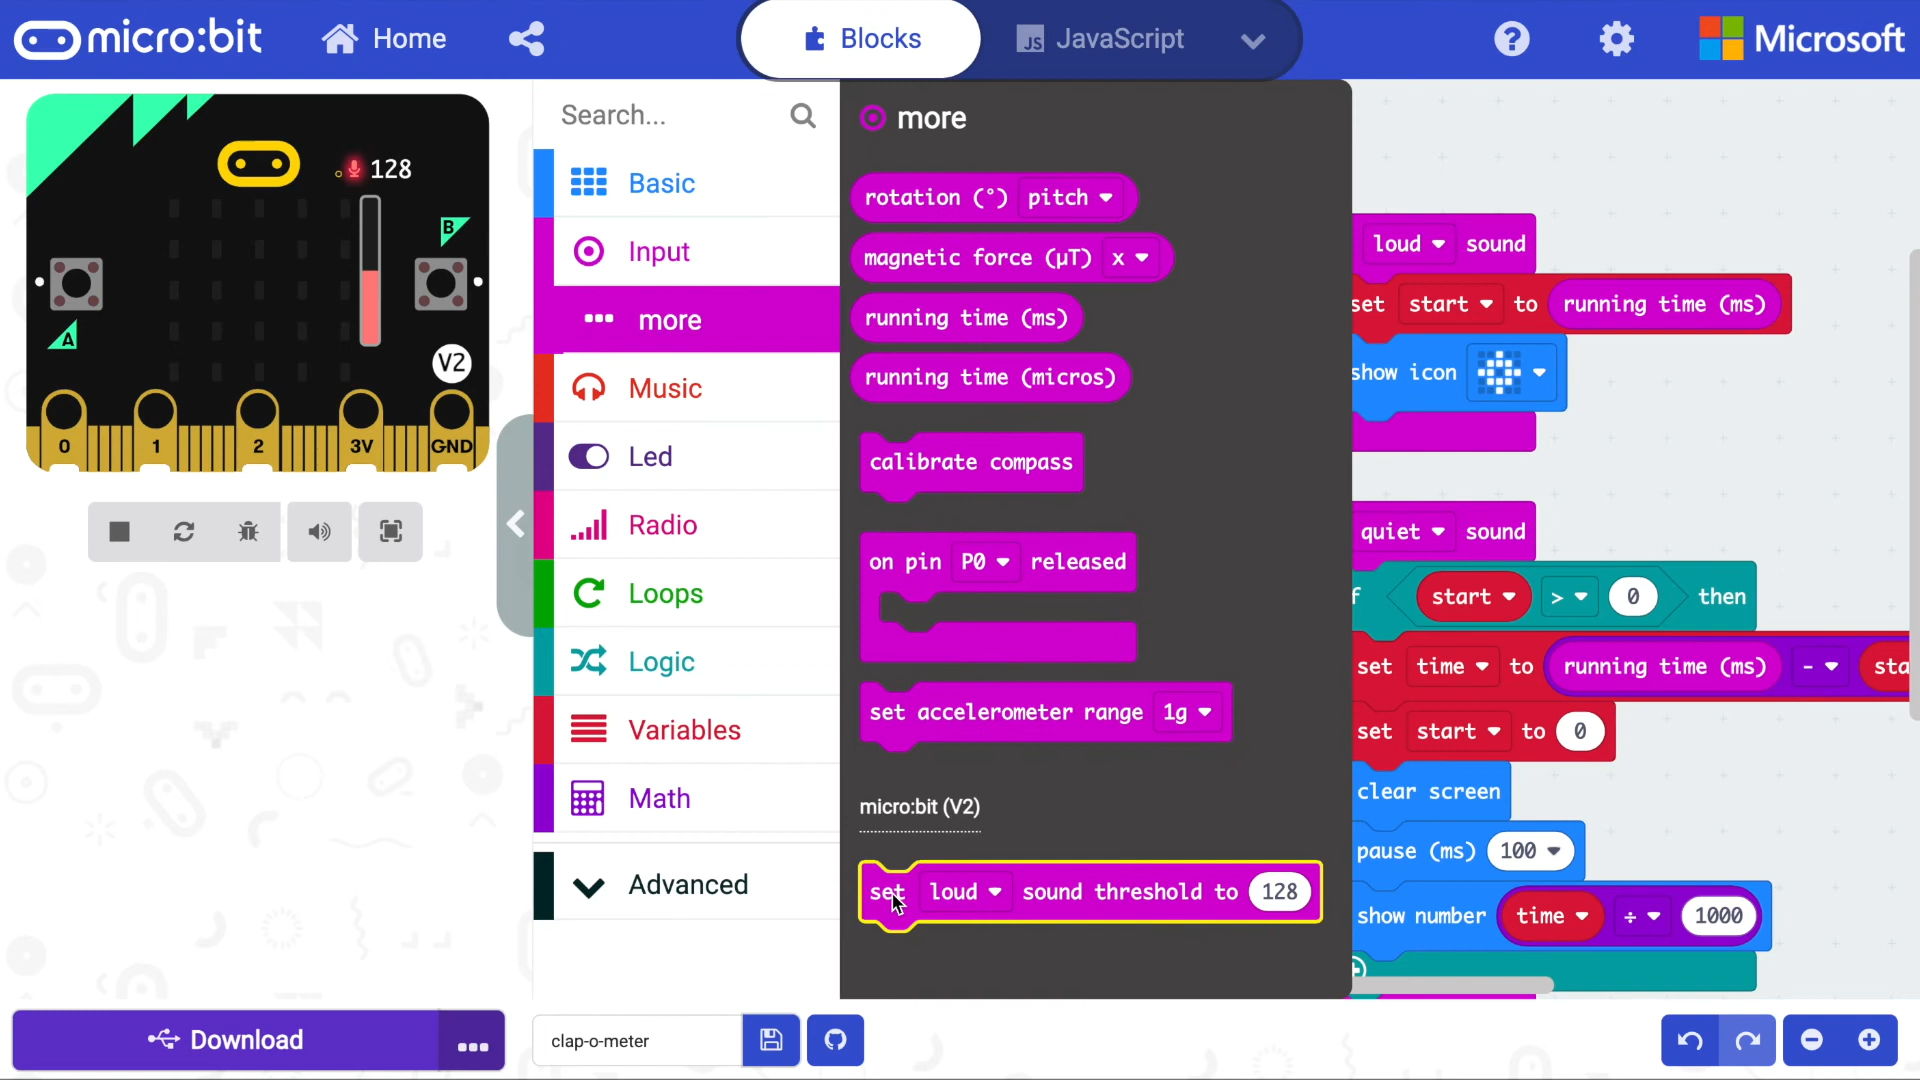 micro:bit
Home
Blocks
JS JavaScript
?
Microsoft
128
B
A
V2
0 1 2 3V GND
Download
...
Search...
Basic
Input
more
Music
Led
Radio
Loops
Logic
Variables
Math
Advanced
clap-o-meter
more
rotation (°) pitch
magnetic force (µT) x
running time (ms)
running time (micros)
calibrate compass
on pin P0 released
set accelerometer range 1g
micro:bit (V2)
set loud sound threshold to 128
loud sound
set start to running time (ms)
show icon
quiet sound
start > 0 then
set time to running time (ms) -
set start to 0
clear screen
pause (ms) 100
show number time ÷ 1000